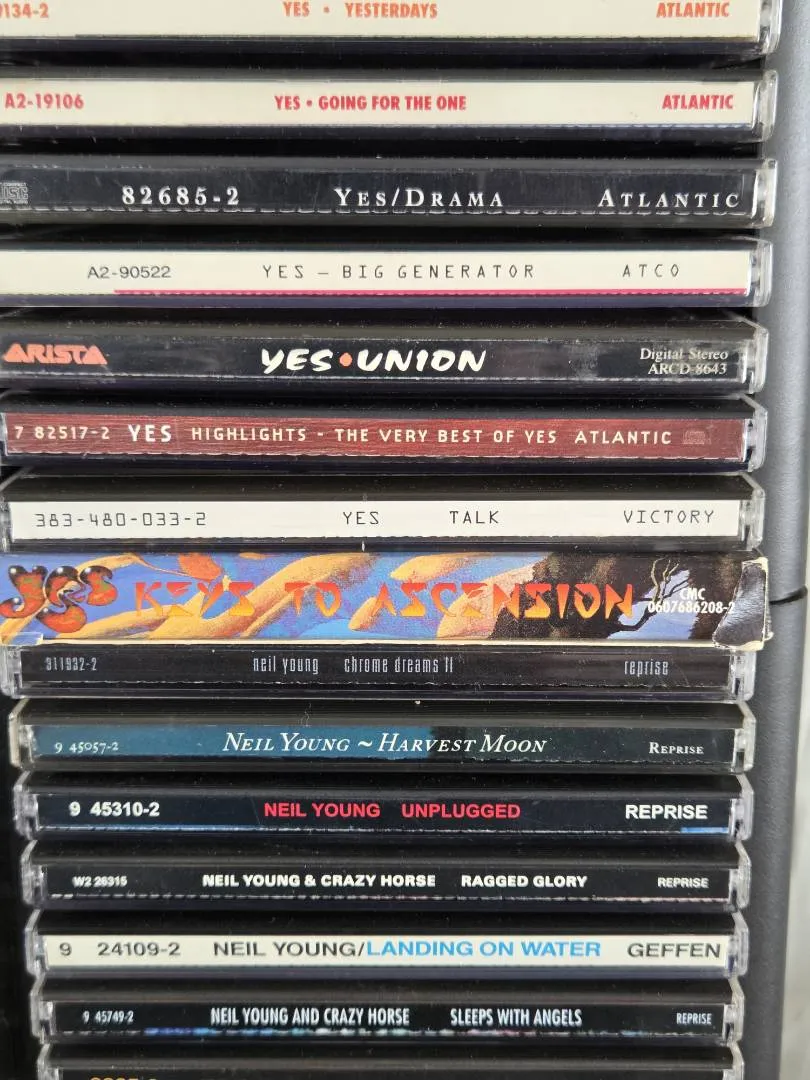 9134-2 YES • YESTERDAYS ATLANTIC
A2-19106 YES • GOING FOR THE ONE ATLANTIC
82685-2 YES/DRAMA ATLANTIC
A2-90522 YES – BIG GENERATOR ATCO
ARISTA YES•UNION Digital Stereo
ARCD-8643
7 82517-2 YES HIGHLIGHTS - THE VERY BEST OF YES ATLANTIC
383-480-033-2 YES TALK VICTORY
YES KEYS TO ASCENSION CMC
0607686208-2
311932-2 neil young chrome dreams II reprise
9 45057-2 NEIL YOUNG ~ HARVEST MOON REPRISE
9 45310-2 NEIL YOUNG UNPLUGGED REPRISE
W2 26315 NEIL YOUNG & CRAZY HORSE RAGGED GLORY REPRISE
9 24109-2 NEIL YOUNG/LANDING ON WATER GEFFEN
9 45749-2 NEIL YOUNG AND CRAZY HORSE SLEEPS WITH ANGELS REPRISE